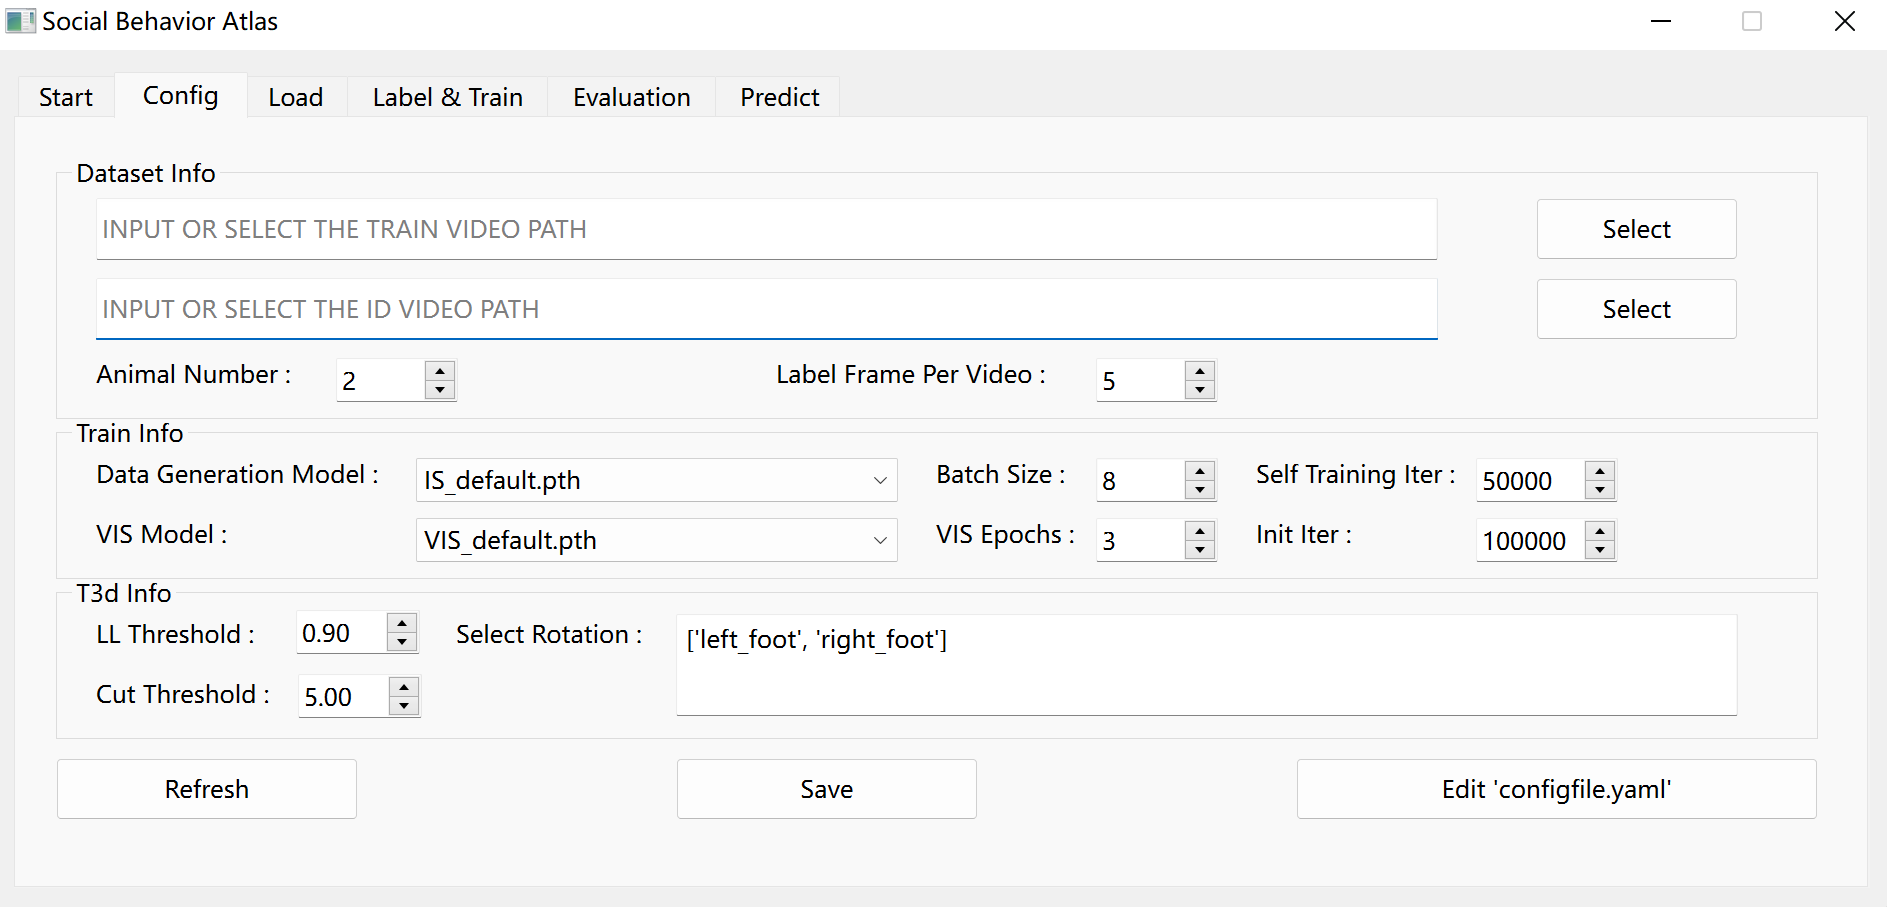 Social Behavior Atlas
Start Config Load Label & Train Evaluation Predict
Dataset Info
INPUT OR SELECT THE TRAIN VIDEO PATH Select
INPUT OR SELECT THE ID VIDEO PATH Select
Animal Number : 2 Label Frame Per Video : 5
Train Info
Data Generation Model : IS_default.pth Batch Size : 8 Self Training Iter : 50000
VIS Model : VIS_default.pth VIS Epochs : 3 Init Iter : 100000
T3d Info
LL Threshold : 0.90 Select Rotation : ['left_foot', 'right_foot']
Cut Threshold : 5.00
Refresh Save Edit 'configfile.yaml'